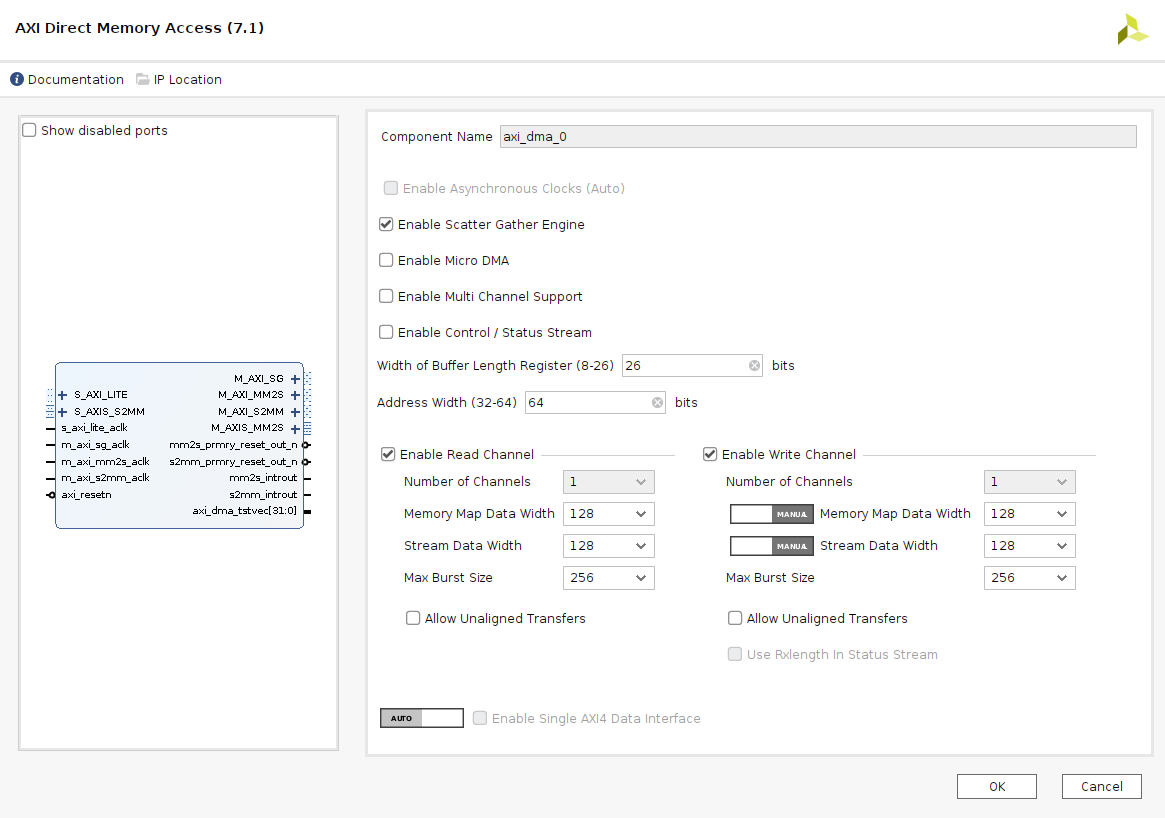 AXI Direct Memory Access (7.1)
Documentation IP Location
Show disabled ports
M_AXI_SG
S_AXI_LITE M_AXI_MM2S
S_AXIS_S2MM M_AXI_S2MM
s_axi_lite_aclk M_AXIS_MM2S
m_axi_sg_aclk mm2s_prmry_reset_out_n
m_axi_mm2s_aclk s2mm_prmry_reset_out_n
m_axi_s2mm_aclk mm2s_introut
axi_resetn s2mm_introut
axi_dma_tstvec[31:0]
Component Name axi_dma_0
Enable Asynchronous Clocks (Auto)
Enable Scatter Gather Engine
Enable Micro DMA
Enable Multi Channel Support
Enable Control / Status Stream
Width of Buffer Length Register (8-26) 26 bits
Address Width (32-64) 64 bits
Enable Read Channel
Number of Channels 1
Memory Map Data Width 128
Stream Data Width 128
Max Burst Size 256
Allow Unaligned Transfers
Enable Write Channel
Number of Channels 1
MANUAL Memory Map Data Width 128
MANUAL Stream Data Width 128
Max Burst Size 256
Allow Unaligned Transfers
Use Rxlength In Status Stream
AUTO Enable Single AXI4 Data Interface
OK Cancel